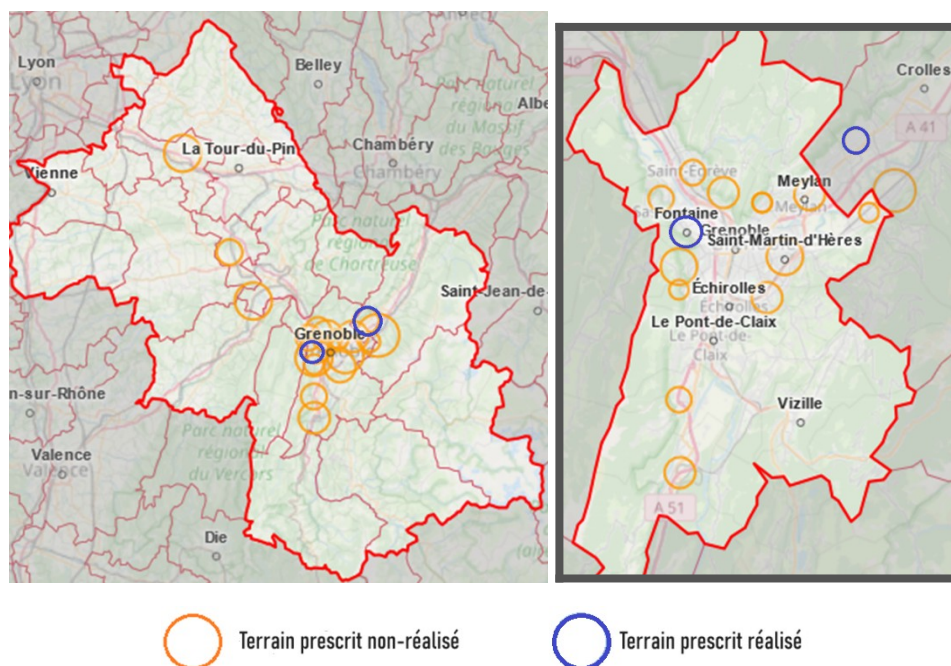 Lyon
Lyon
Belley
Annecy
Parc naturel
régional
du Massif
des Bauges
Albe
La Tour-du-Pin
Chambéry
Chambéry
Vienne
Parc naturel
régional
de Chartreuse
Saint-Jean-de-
Grenoble
n-sur-Rhône
Parc naturel
régional
du Vercors
Valence
Valence
Die
Crolles
A 41
Saint-Egrève
Meylan
Meylan
Fontaine
Grenoble
Saint-Martin-d'Hères
Échirolles
Échirolles
Le Pont-de-Claix
Le Pont-de-
Claix
Vizille
A 51
Terrain prescrit non-réalisé
Terrain prescrit réalisé